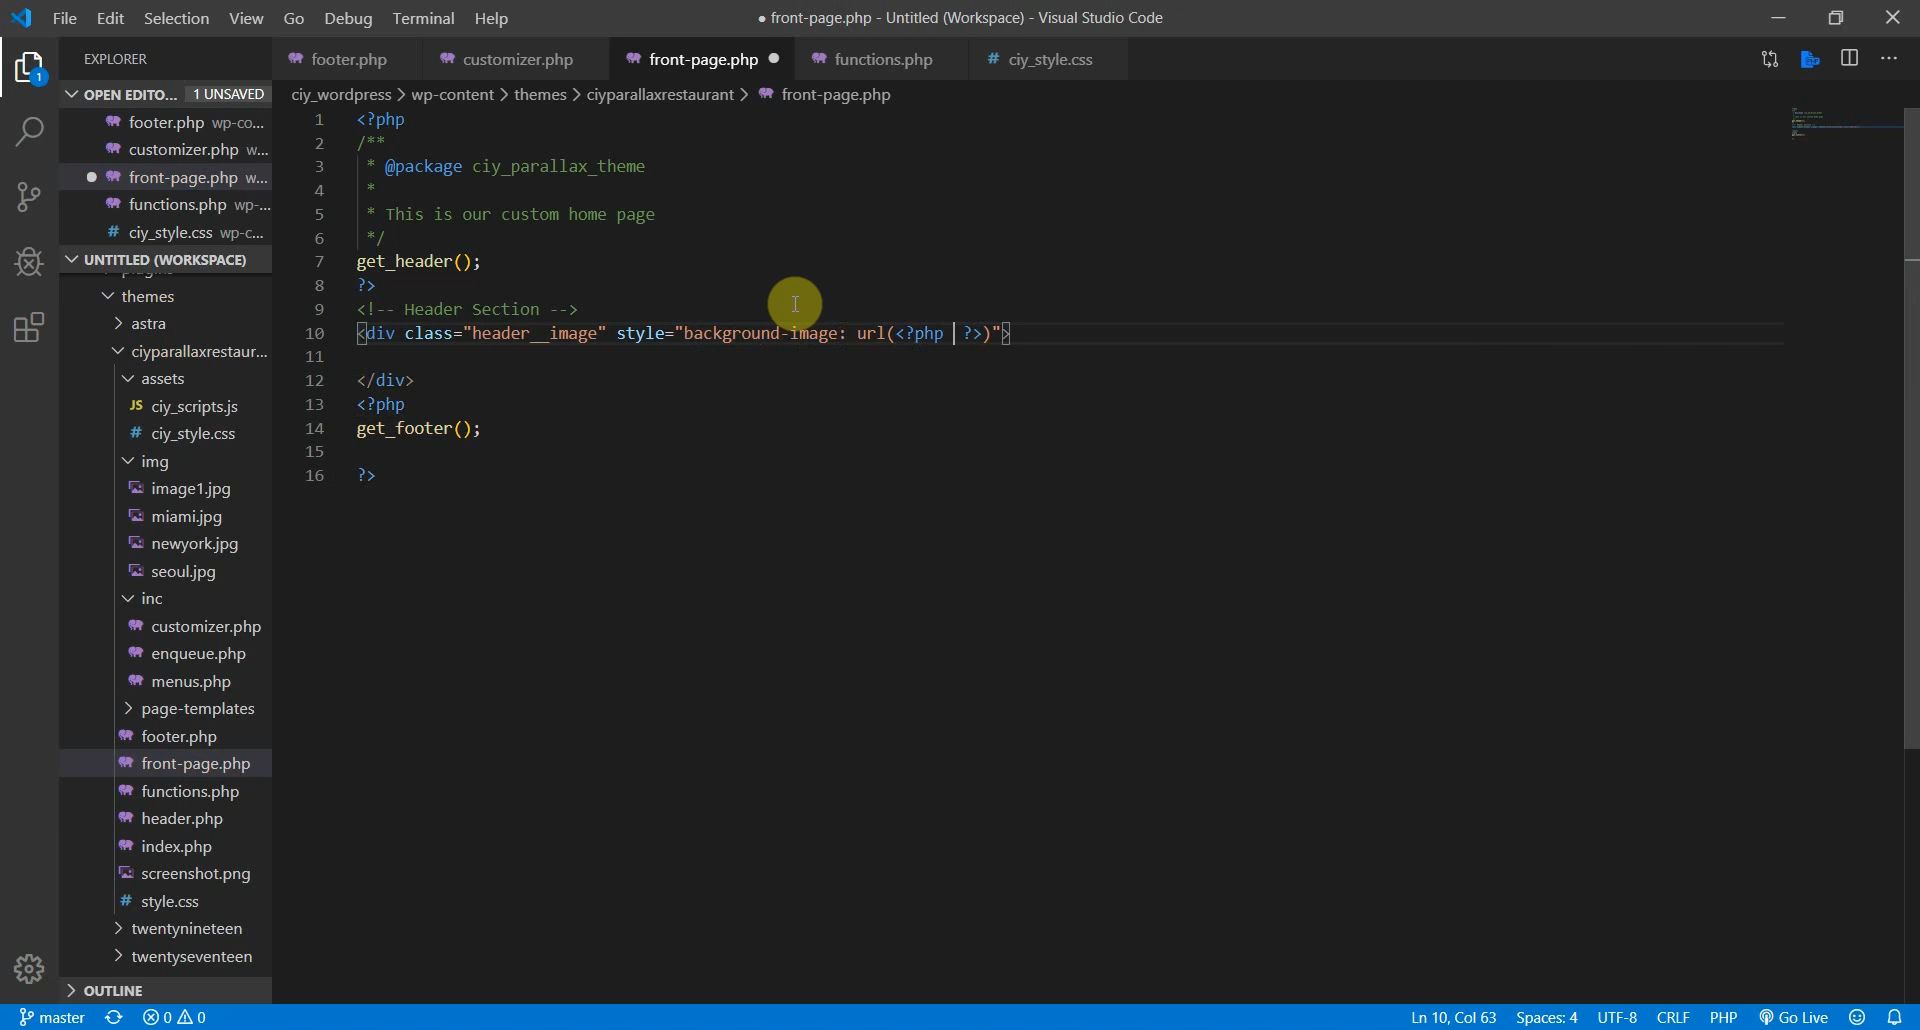 File Edit Selection View Go Debug Terminal Help
● front-page.php - Untitled (Workspace) - Visual Studio Code
EXPLORER
footer.php
customizer.php
front-page.php
functions.php
# ciy_style.css
OPEN EDITO... 1 UNSAVED
footer.php wp-co...
customizer.php w...
front-page.php w...
functions.php wp-...
# ciy_style.css wp-c...
UNTITLED (WORKSPACE)
themes
astra
ciyparallaxrestaur...
assets
JS ciy_scripts.js
# ciy_style.css
img
image1.jpg
miami.jpg
newyork.jpg
seoul.jpg
inc
customizer.php
enqueue.php
menus.php
page-templates
footer.php
front-page.php
functions.php
header.php
index.php
screenshot.png
# style.css
twentynineteen
twentyseventeen
OUTLINE
ciy_wordpress > wp-content > themes > ciyparallaxrestaurant > front-page.php
1 <?php
2 /**
3 * @package ciy_parallax_theme
4 *
5 * This is our custom home page
6 */
7 get_header();
8 ?>
9 <!-- Header Section -->
10 <div class="header__image" style="background-image: url(<?php ?>)">
11
12 </div>
13 <?php
14 get_footer();
15
16 ?>
master 0 0
Ln 10, Col 63 Spaces: 4 UTF-8 CRLF PHP Go Live